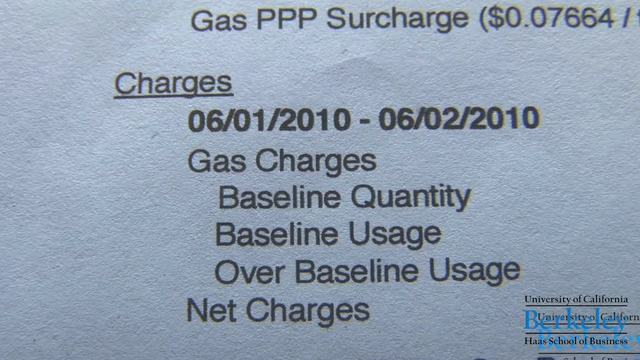 Gas PPP Surcharge ($0.07664 /
Charges
06/01/2010 - 06/02/2010
Gas Charges
Baseline Quantity
Baseline Usage
Over Baseline Usage
Net Charges
University of California
Berkeley
Haas School of Business